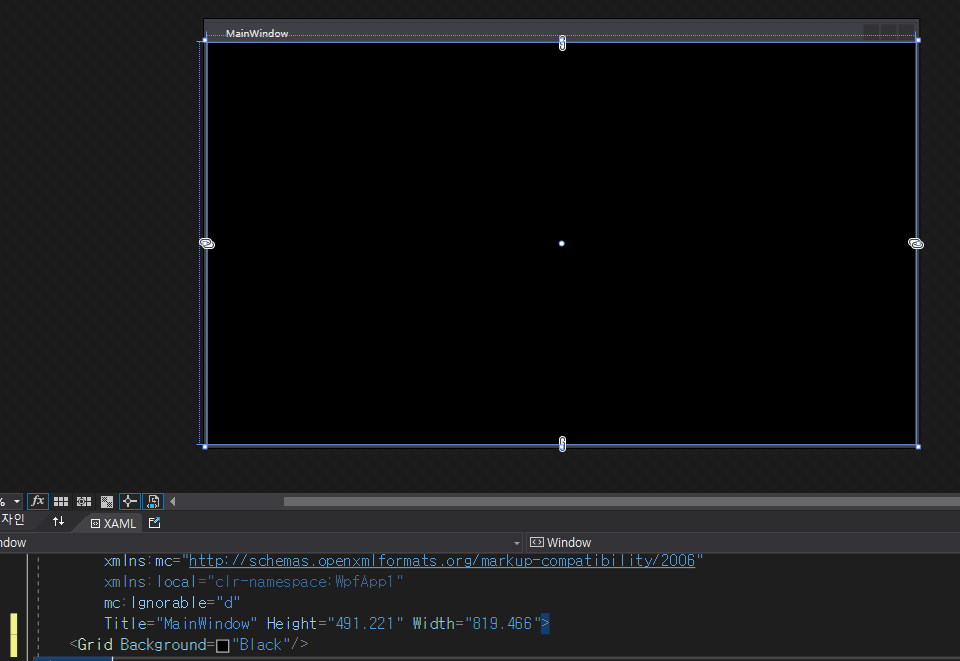 MainWindow
%
fx
자인
XAML
ndow
Window
xmlns:mc="http://schemas.openxmlformats.org/markup-compatibility/2006"
xmlns:local="clr-namespace:WpfApp1"
mc:Ignorable="d"
Title="MainWindow" Height="491.221" Width="819.466">
<Grid Background="Black"/>